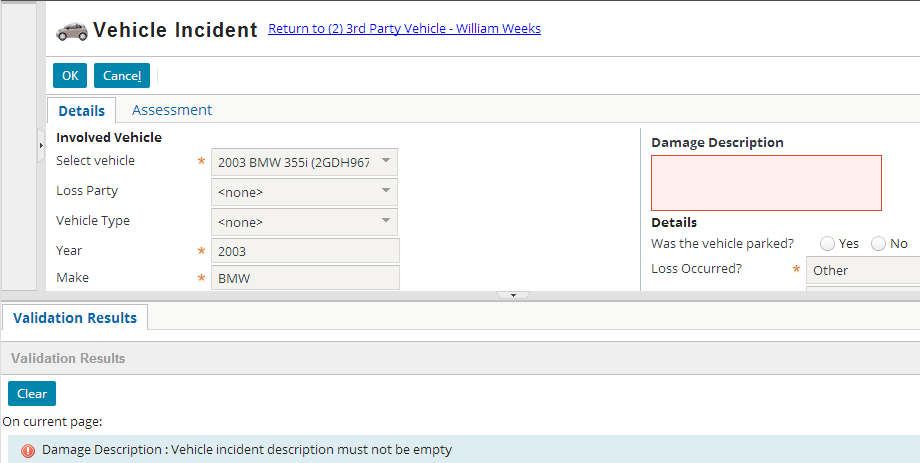 Vehicle Incident Return to (2) 3rd Party Vehicle - William Weeks
OK Cancel
Details Assessment
Involved Vehicle
Select vehicle * 2003 BMW 355i (2GDH967
Loss Party <none>
Vehicle Type <none>
Year * 2003
Make * BMW
Damage Description
Details
Was the vehicle parked? Yes No
Loss Occurred? * Other
Validation Results
Validation Results
Clear
On current page:
Damage Description : Vehicle incident description must not be empty